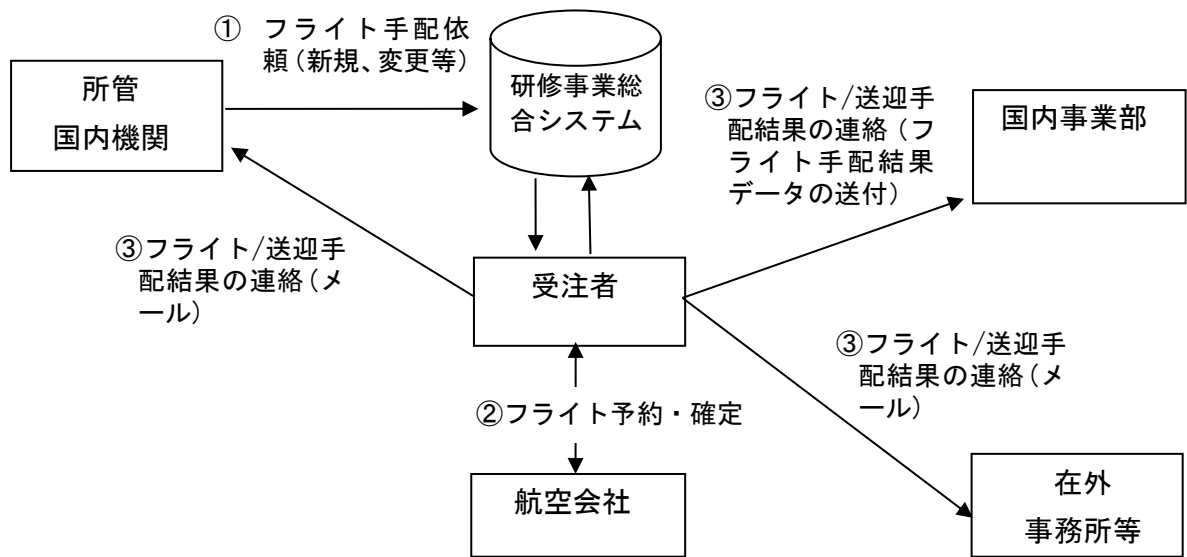 ① フライト手配依
頼（新規、変更等）
所管
国内機関
研修事業総
合システム
③フライト/送迎手
配結果の連絡（フ
ライト手配結果
データの送付）
国内事業部
③フライト/送迎手
配結果の連絡（メ
ール）
受注者
③フライト/送迎手
配結果の連絡（メ
ール）
②フライト予約・確定
航空会社
在外
事務所等